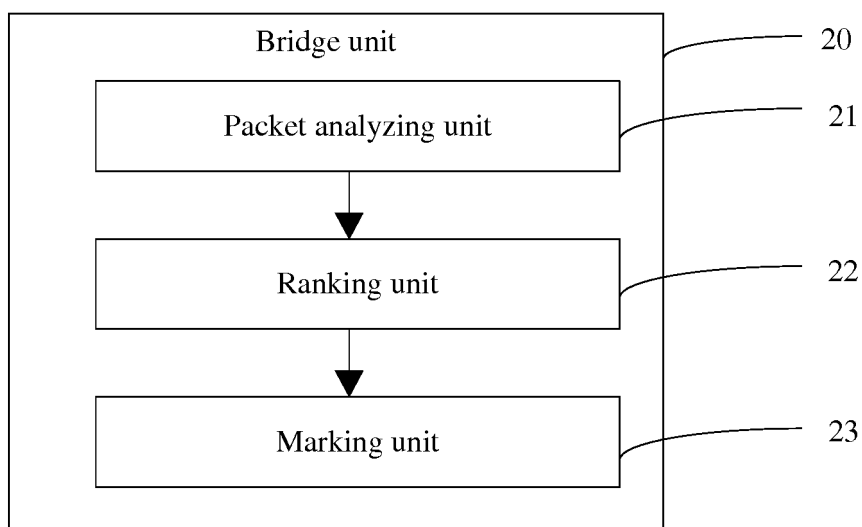 Bridge unit
20
Packet analyzing unit
21
Ranking unit
22
Marking unit
23